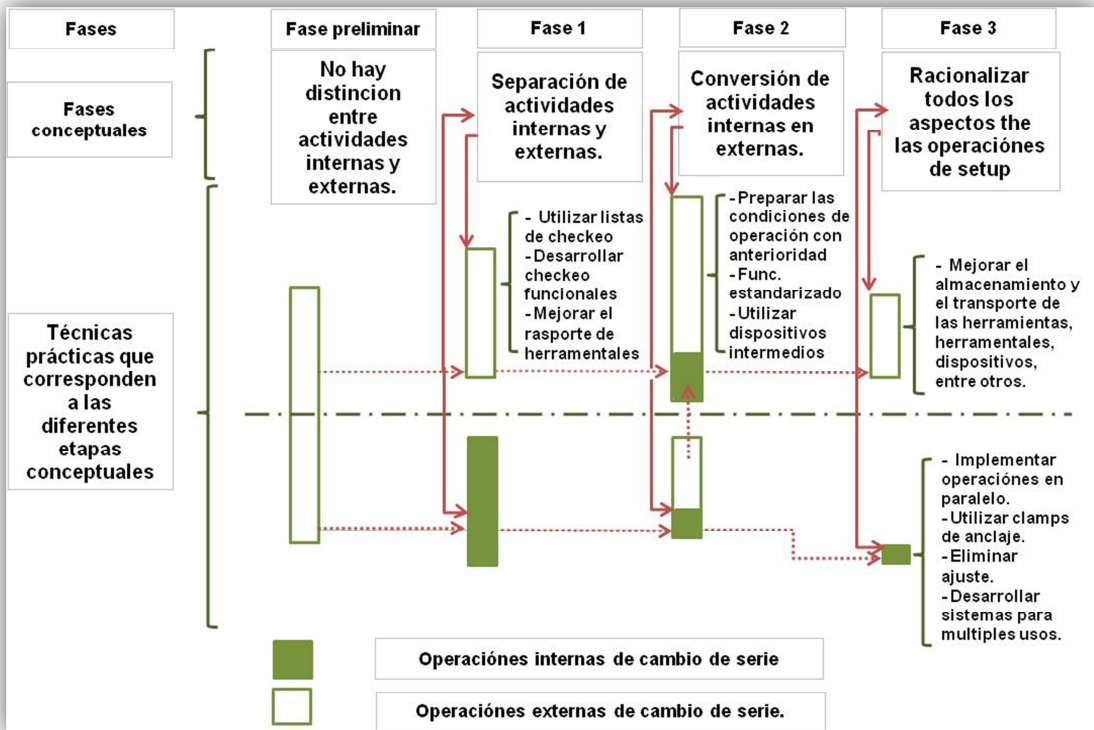 Fases
Fase preliminar
Fase 1
Fase 2
Fase 3
Fases
conceptuales
No hay
distincion
entre
actividades
internas y
externas.
Separación de
actividades
internas y
externas.
Conversión de
actividades
internas en
externas.
Racionalizar
todos los
aspectos the
las operaciónes
de setup
Técnicas
prácticas que
corresponden
a las
diferentes
etapas
conceptuales
- Utilizar listas
de checkeo
-Desarrollar
checkeo
funcionales
-Mejorar el
rasporte de
herramentales
-Preparar las
condiciones de
operación con
anterioridad
-Func.
estandarizado
-Utilizar
dispositivos
intermedios
- Mejorar el
almacenamiento y
el transporte de
las herramientas,
herramentales,
dispositivos,
entre otros.
- Implementar
operaciónes en
paralelo.
-Utilizar clamps
de anclaje.
-Eliminar
ajuste.
-Desarrollar
sistemas para
multiples usos.
Operaciónes internas de cambio de serie
Operaciónes externas de cambio de serie.